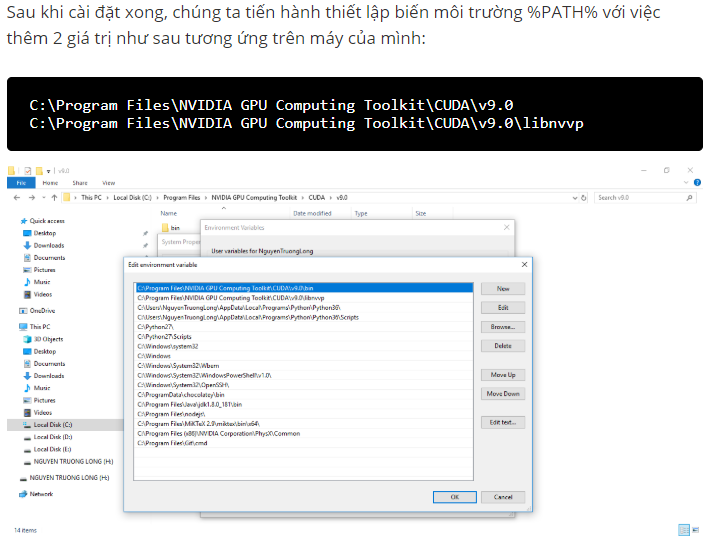 Sau khi cài đặt xong, chúng ta tiến hành thiết lập biến môi trường %PATH% với việc
thêm 2 giá trị như sau tương ứng trên máy của mình:
C:\Program Files\NVIDIA GPU Computing Toolkit\CUDA\v9.0
C:\Program Files\NVIDIA GPU Computing Toolkit\CUDA\v9.0\libnvvp
v9.0
File Home Share View
This PC > Local Disk (C:) > Program Files > NVIDIA GPU Computing Toolkit > CUDA > v9.0
Search v9.0
Name Date modified Type Size
bin
Quick access
Desktop
Downloads
Documents
Pictures
Music
Videos
OneDrive
This PC
3D Objects
Desktop
Documents
Downloads
Music
Pictures
Videos
Local Disk (C:)
Local Disk (D:)
Local Disk (E:)
NGUYEN TRUONG LONG (H:)
NGUYEN TRUONG LONG (H:)
Network
14 items
System Prope
Environment Variables
User variables for NguyenTruongLong
Edit environment variable
C:\Program Files\NVIDIA GPU Computing Toolkit\CUDA\v9.0\bin
C:\Program Files\NVIDIA GPU Computing Toolkit\CUDA\v9.0\libnvvp
C:\Users\NguyenTruongLong\AppData\Local\Programs\Python\Python36\
C:\Users\NguyenTruongLong\AppData\Local\Programs\Python\Python36\Scripts
C:\Python27\
C:\Python27\Scripts
C:\Windows\system32
C:\Windows
C:\Windows\System32\Wbem
C:\Windows\System32\WindowsPowerShell\v1.0\
C:\Windows\System32\OpenSSH\
C:\ProgramData\chocolatey\bin
C:\Program Files\Java\jdk1.8.0_181\bin
C:\Program Files\nodejs\
C:\Program Files\MiKTeX 2.9\miktex\bin\x64\
C:\Program Files (x86)\NVIDIA Corporation\PhysX\Common
C:\Program Files\Git\cmd
New
Edit
Browse...
Delete
Move Up
Move Down
Edit text...
OK
Cancel